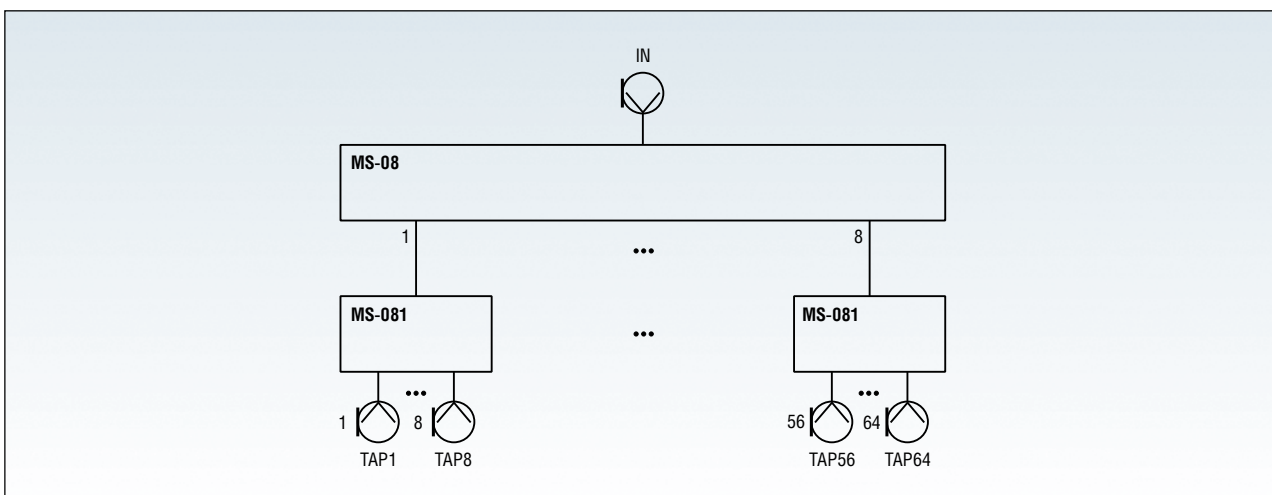 IN
MS-08
1 ... 8
MS-081 ... MS-081
1 ... 8 56 ... 64
TAP1 TAP8 TAP56 TAP64